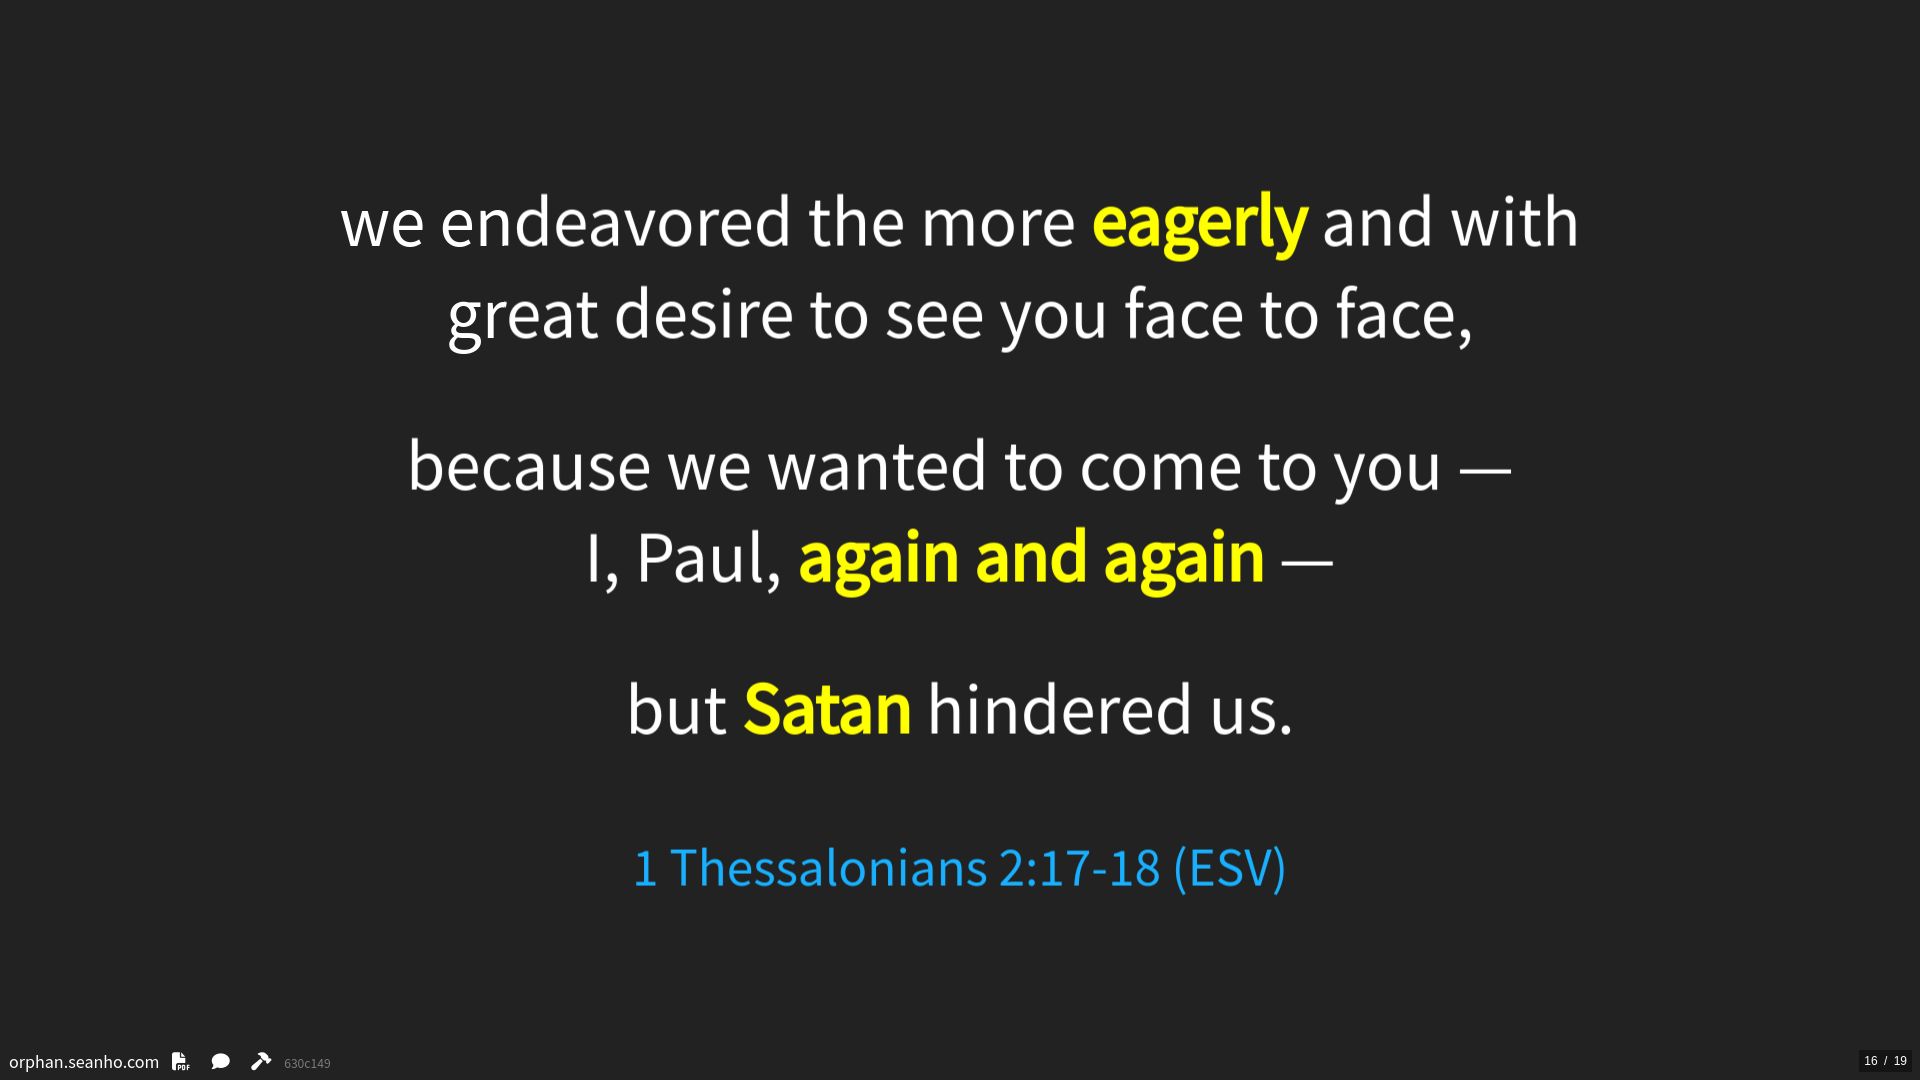 we endeavored the more eagerly and with
great desire to see you face to face,
because we wanted to come to you —
I, Paul, again and again —
but Satan hindered us.
1 Thessalonians 2:17-18 (ESV)
orphan.seanho.com PDF 630c149
16 / 19